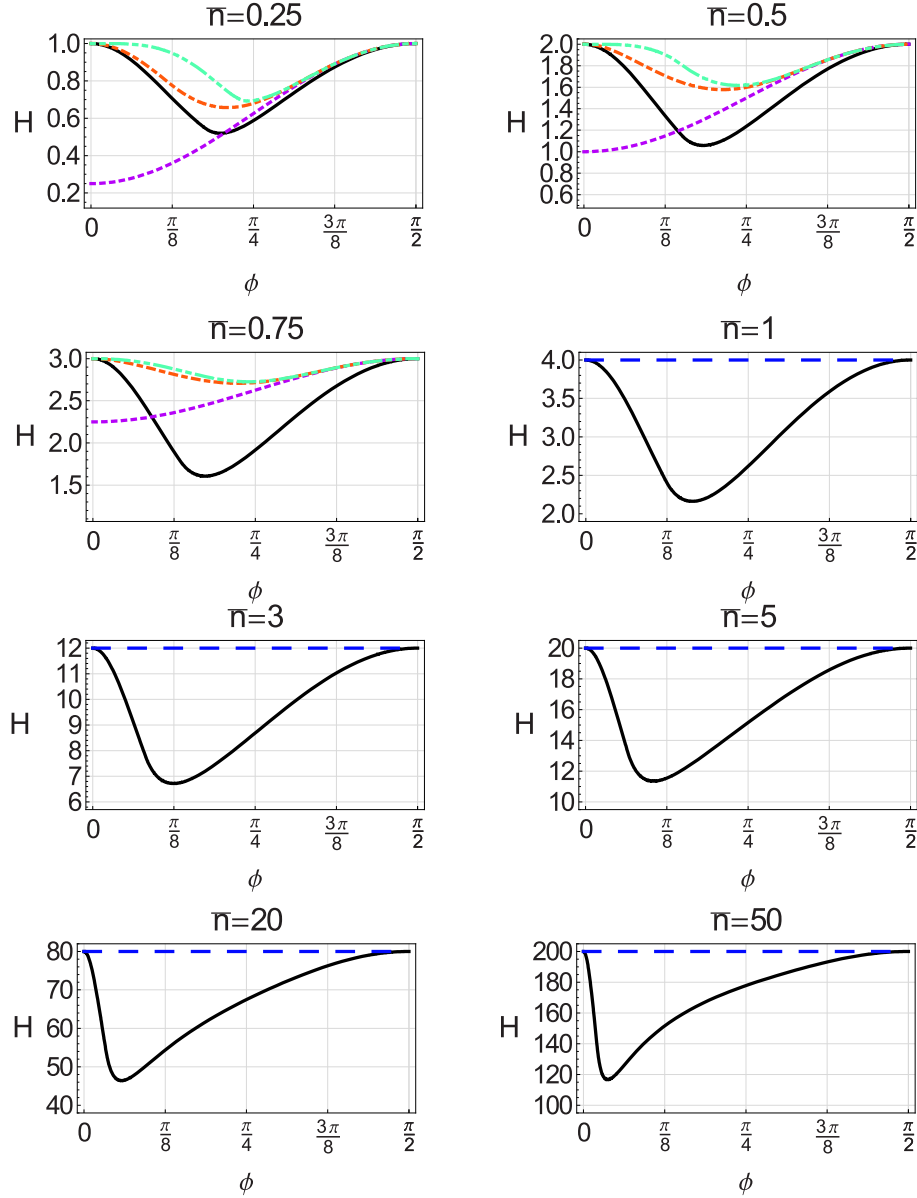 n̅=0.25
1.0
0.8
H 0.6
0.4
0.2
0 π/8 π/4 3π/8 π/2
ϕ
n̅=0.5
2.0
1.8
1.6
H 1.4
1.2
1.0
0.8
0.6
0 π/8 π/4 3π/8 π/2
ϕ
n̅=0.75
3.0
2.5
H 2.0
1.5
0 π/8 π/4 3π/8 π/2
ϕ
n̅=1
4.0
3.5
H 3.0
2.5
2.0
0 π/8 π/4 3π/8 π/2
ϕ
n̅=3
12
11
10
H 9
8
7
6
0 π/8 π/4 3π/8 π/2
ϕ
n̅=5
20
18
16
H 14
12
10
0 π/8 π/4 3π/8 π/2
ϕ
n̅=20
80
70
H 60
50
40
0 π/8 π/4 3π/8 π/2
ϕ
n̅=50
200
180
160
H 140
120
100
0 π/8 π/4 3π/8 π/2
ϕ